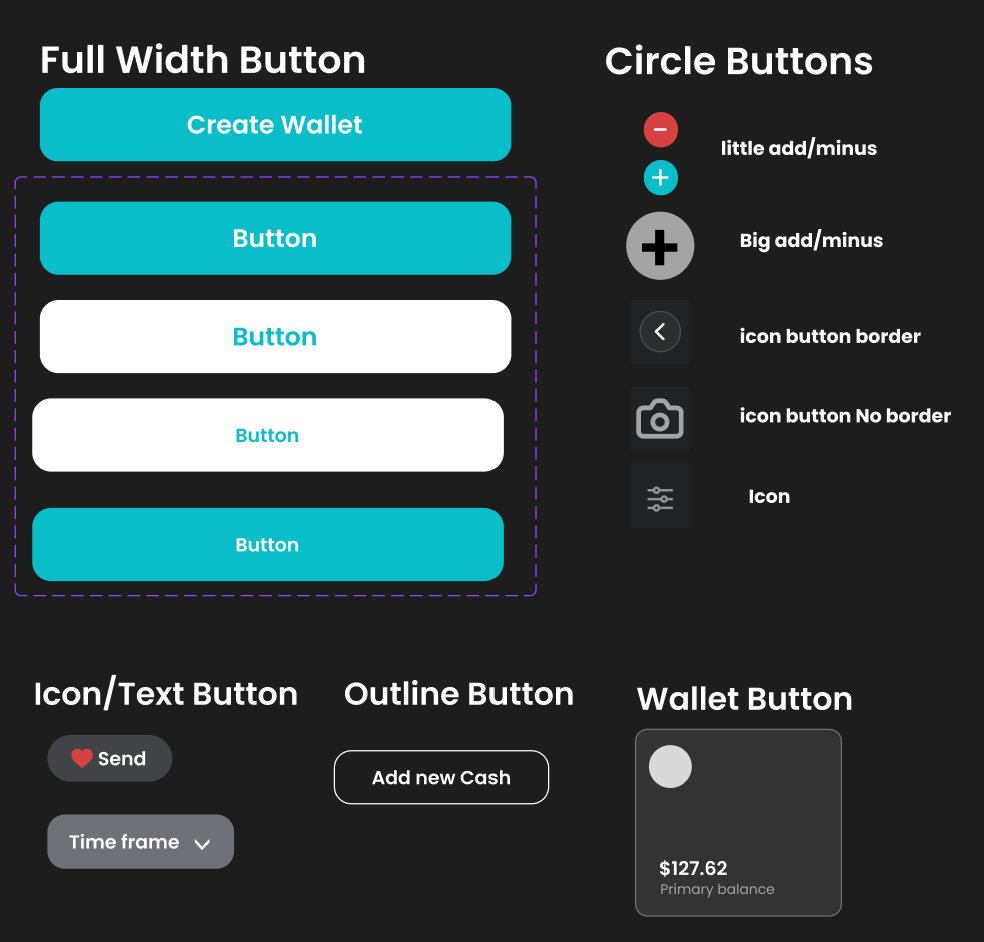 Full Width Button
Create Wallet
Button
Button
Button
Button
Circle Buttons
little add/minus
Big add/minus
icon button border
icon button No border
Icon
Icon/Text Button
Send
Time frame
Outline Button
Add new Cash
Wallet Button
$127.62
Primary balance